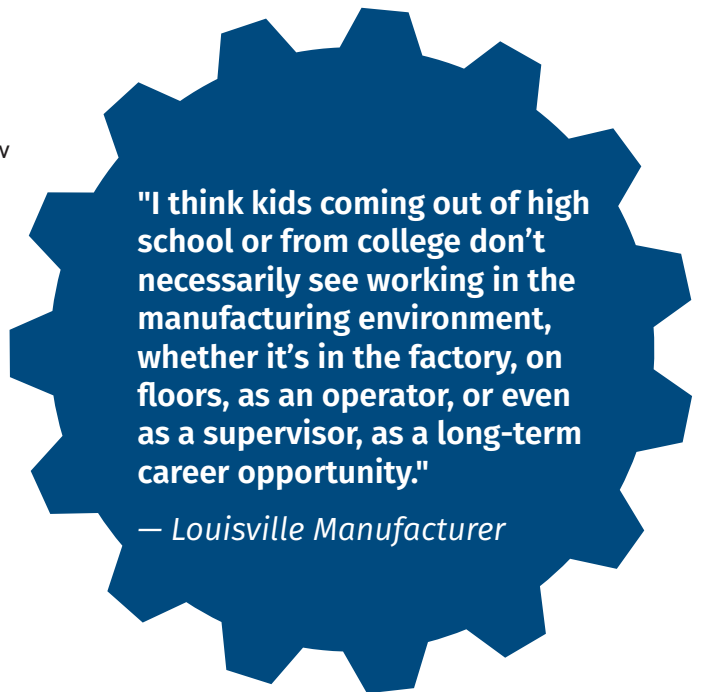 "I think kids coming out of high
school or from college don’t
necessarily see working in the
manufacturing environment,
whether it’s in the factory, on
floors, as an operator, or even
as a supervisor, as a long-term
career opportunity."
— Louisville Manufacturer